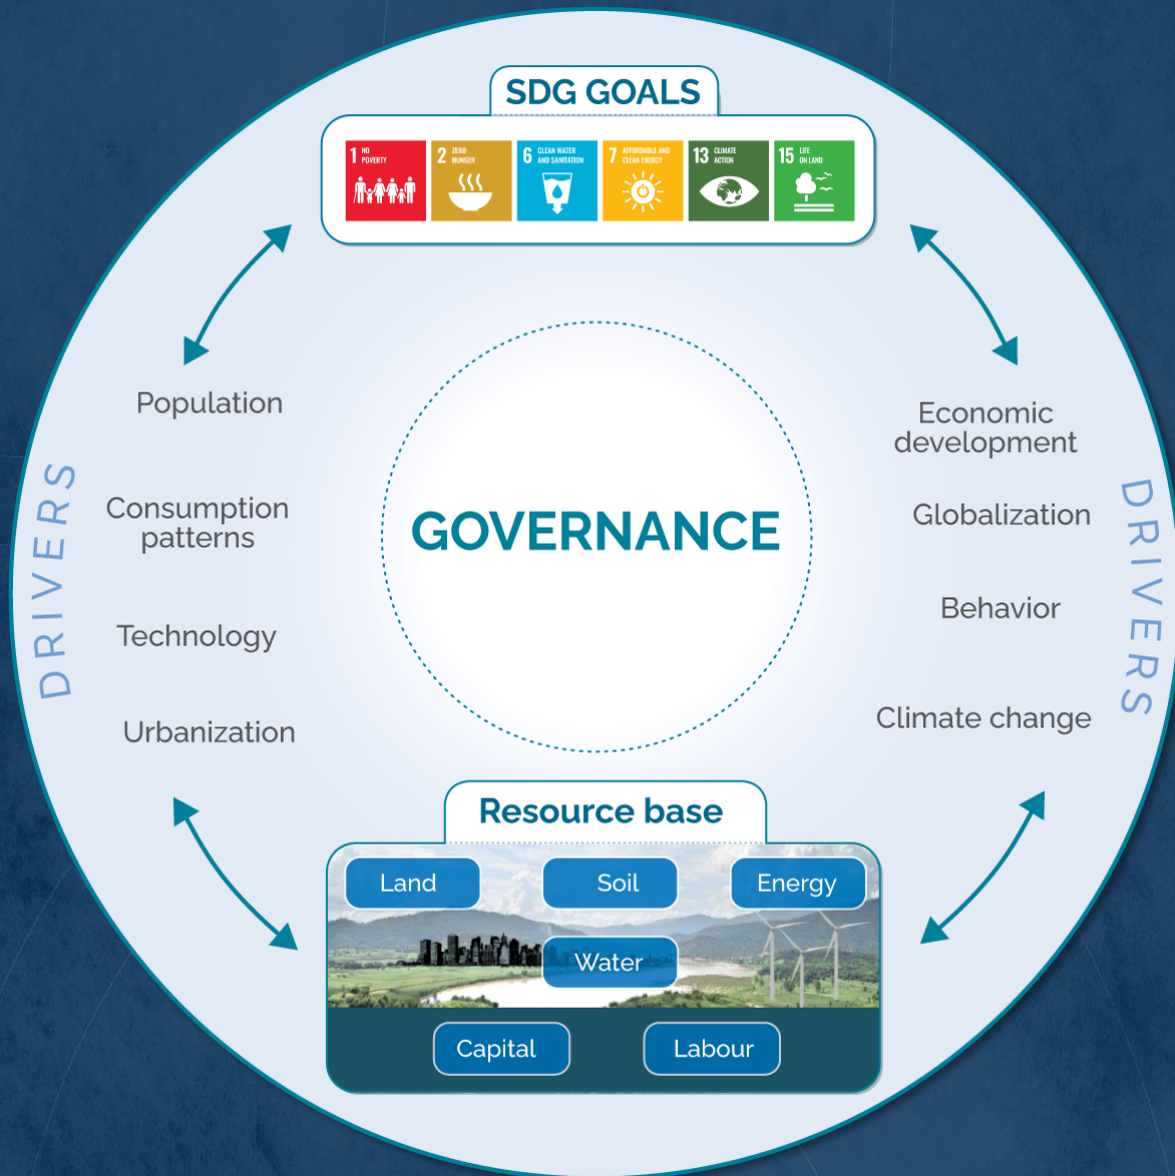 SDG GOALS
1 NO
POVERTY
2 ZERO
HUNGER
6 CLEAN WATER
AND SANITATION
7 AFFORDABLE AND
CLEAN ENERGY
13 CLIMATE
ACTION
15 LIFE
ON LAND
DRIVERS
Population
Consumption
patterns
Technology
Urbanization
GOVERNANCE
Economic
development
Globalization
Behavior
Climate change
DRIVERS
Resource base
Land
Soil
Energy
Water
Capital
Labour